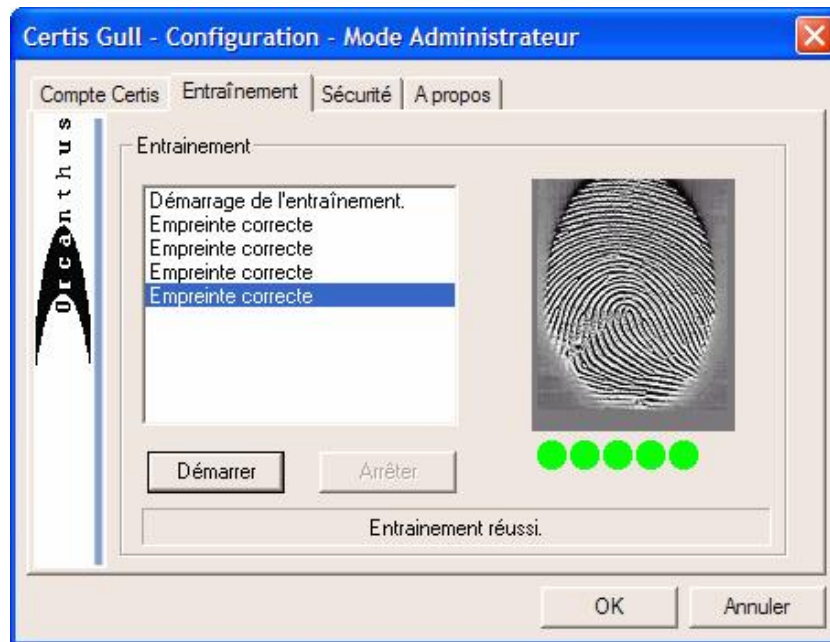 Certis Gull - Configuration - Mode Administrateur
Compte Certis
Entraînement
Sécurité
A propos
Orcanthus
Entrainement
Démarrage de l'entraînement.
Empreinte correcte
Empreinte correcte
Empreinte correcte
Empreinte correcte
Démarrer
Arrêter
Entrainement réussi.
OK
Annuler